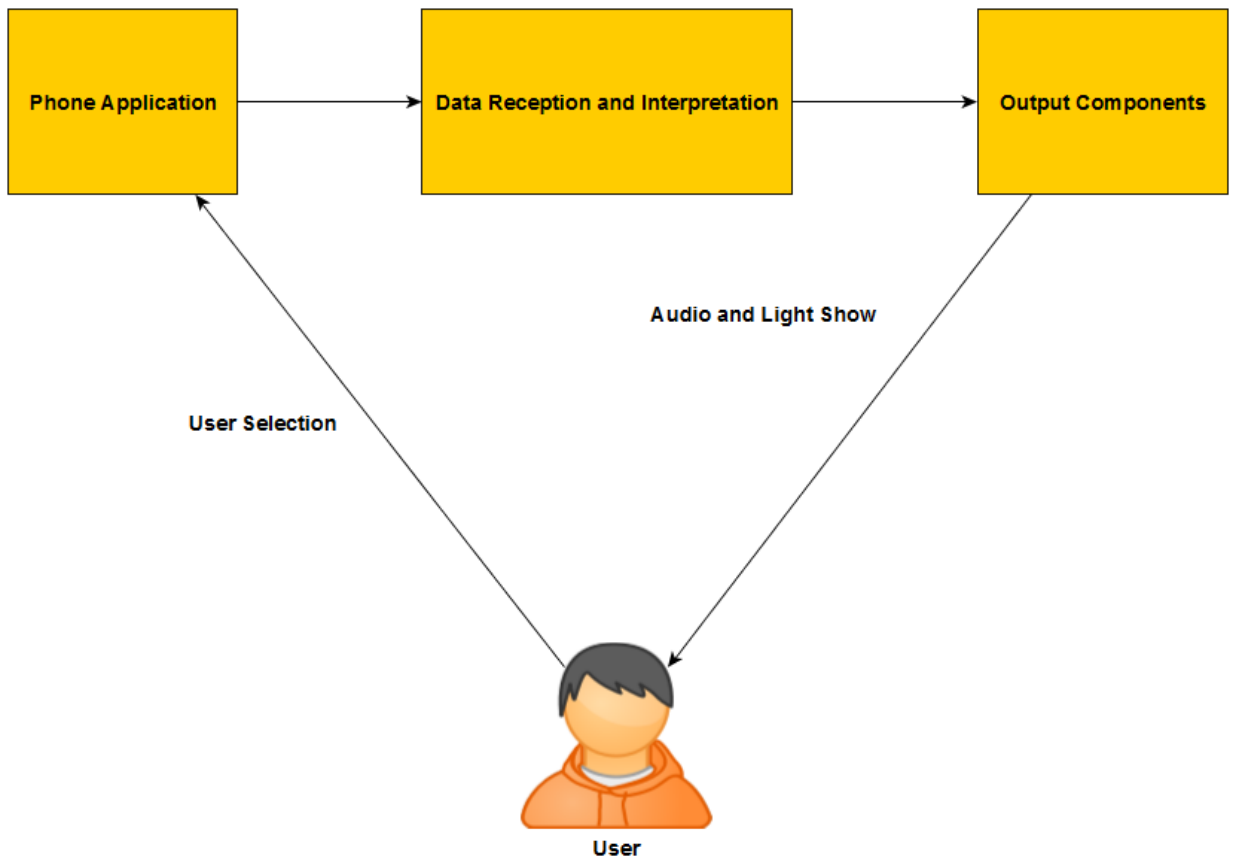 Phone Application
Data Reception and Interpretation
Output Components
Audio and Light Show
User Selection
User